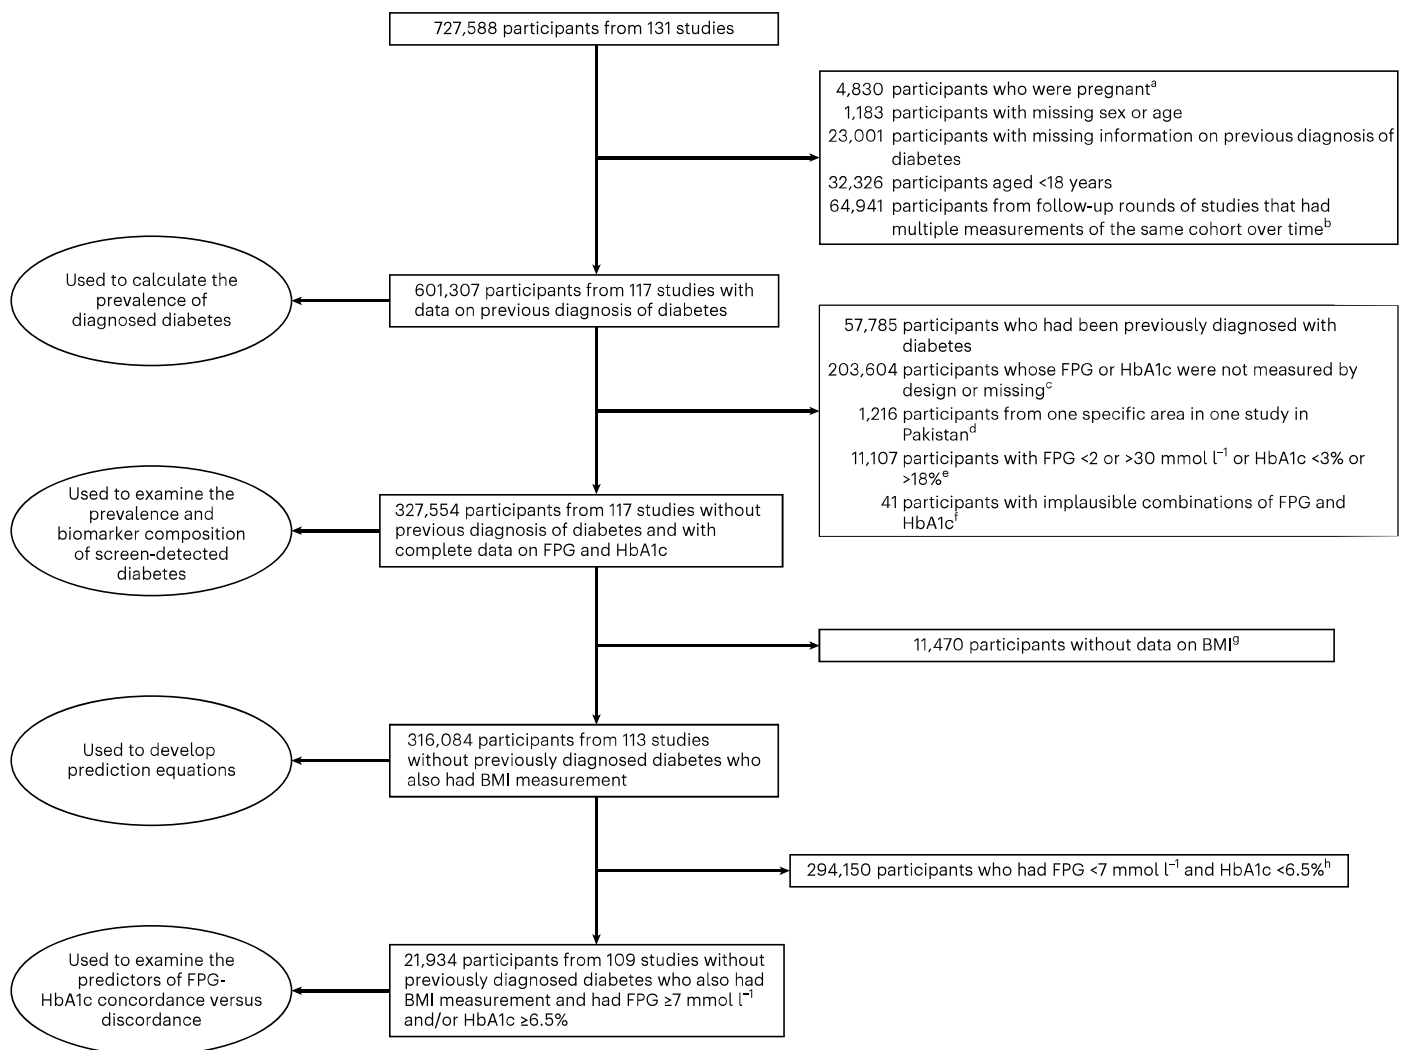 727,588 participants from 131 studies
4,830 participants who were pregnantᵃ
1,183 participants with missing sex or age
23,001 participants with missing information on previous diagnosis of
diabetes
32,326 participants aged <18 years
64,941 participants from follow-up rounds of studies that had
multiple measurements of the same cohort over timeᵇ
Used to calculate the
prevalence of
diagnosed diabetes
601,307 participants from 117 studies with
data on previous diagnosis of diabetes
57,785 participants who had been previously diagnosed with
diabetes
203,604 participants whose FPG or HbA1c were not measured by
design or missingᶜ
1,216 participants from one specific area in one study in
Pakistanᵈ
11,107 participants with FPG <2 or >30 mmol l⁻¹ or HbA1c <3% or
>18%ᵉ
41 participants with implausible combinations of FPG and
HbA1cᶠ
Used to examine the
prevalence and
biomarker composition
of screen-detected
diabetes
327,554 participants from 117 studies without
previous diagnosis of diabetes and with
complete data on FPG and HbA1c
11,470 participants without data on BMIᵍ
Used to develop
prediction equations
316,084 participants from 113 studies
without previously diagnosed diabetes who
also had BMI measurement
294,150 participants who had FPG <7 mmol l⁻¹ and HbA1c <6.5%ʰ
Used to examine the
predictors of FPG-
HbA1c concordance versus
discordance
21,934 participants from 109 studies without
previously diagnosed diabetes who also had
BMI measurement and had FPG ≥7 mmol l⁻¹
and/or HbA1c ≥6.5%